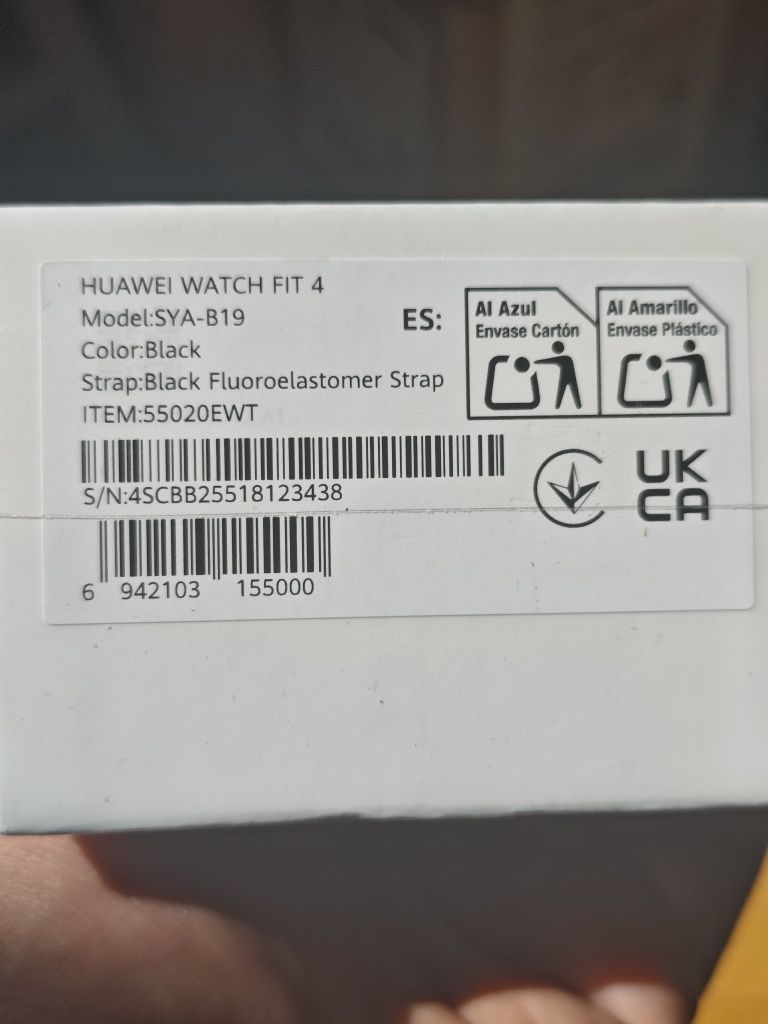 HUAWEI WATCH FIT 4
Model:SYA-B19
Color:Black
Strap:Black Fluoroelastomer Strap
ITEM:55020EWT
S/N:4SCBB25518123438
6 942103 155000
ES:
Al Azul
Envase Cartón
Al Amarillo
Envase Plástico
UK
CA